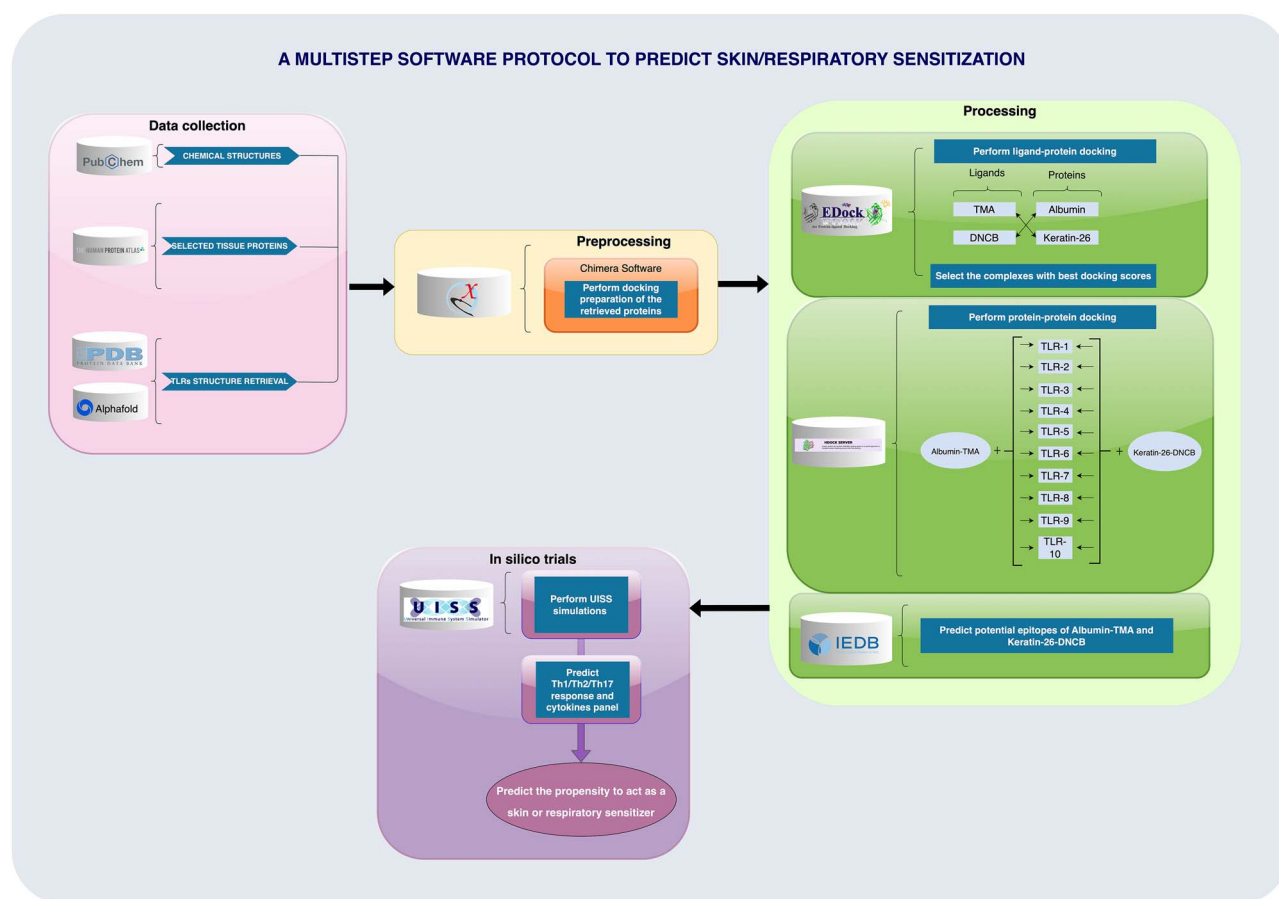 A MULTISTEP SOFTWARE PROTOCOL TO PREDICT SKIN/RESPIRATORY SENSITIZATION
Data collection
PubChem
CHEMICAL STRUCTURES
THE HUMAN PROTEIN ATLAS
SELECTED TISSUE PROTEINS
PDB
PROTEIN DATA BANK
Alphafold
TLRs STRUCTURE RETRIEVAL
Preprocessing
X
Chimera Software
Perform docking
preparation of the
retrieved proteins
Processing
EDock
Perform ligand-protein docking
Ligands
Proteins
TMA
Albumin
DNCB
Keratin-26
Select the complexes with best docking scores
HDOCK SERVER
Perform protein-protein docking
Albumin-TMA
+
TLR-1
TLR-2
TLR-3
TLR-4
TLR-5
TLR-6
TLR-7
TLR-8
TLR-9
TLR-
10
+
Keratin-26-DNCB
IEDB
Predict potential epitopes of Albumin-TMA and
Keratin-26-DNCB
In silico trials
UISS
Universal Immune System Simulator
Perform UISS
simulations
Predict
Th1/Th2/Th17
response and
cytokines panel
Predict the propensity to act as a
skin or respiratory sensitizer